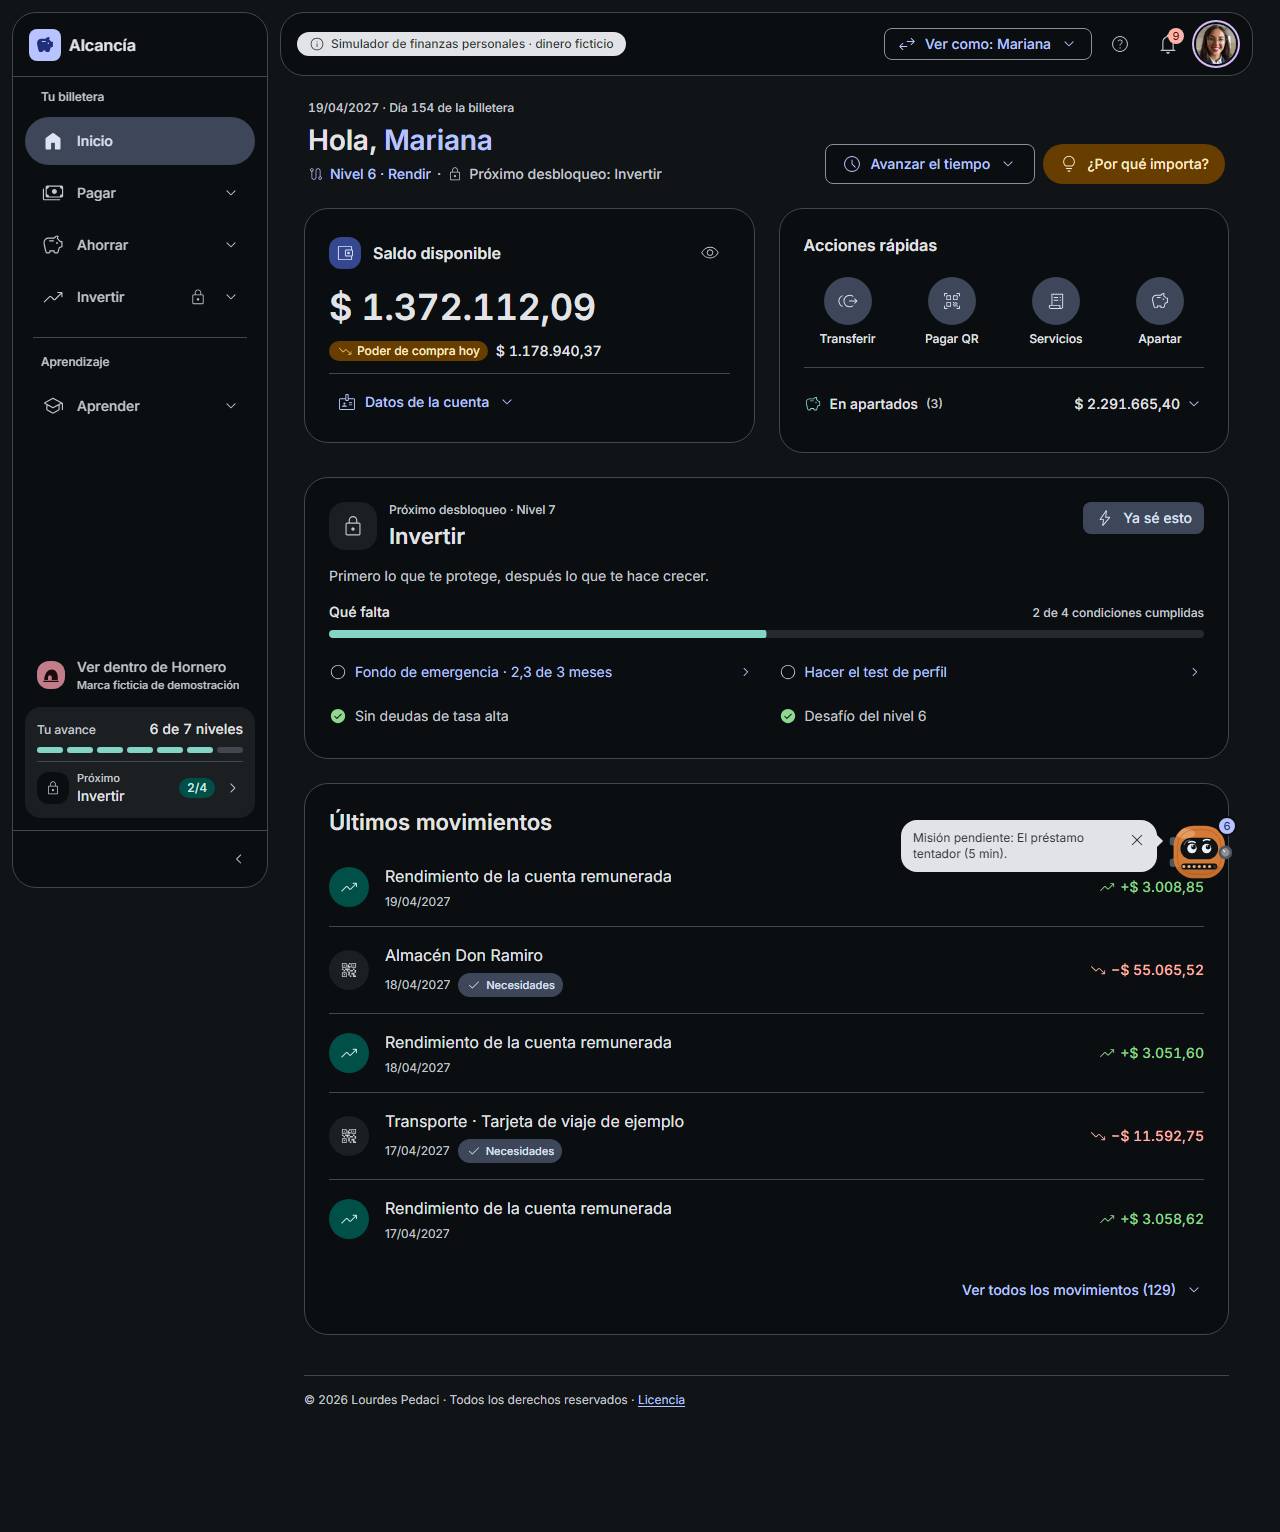 Alcancía
Tu billetera
Inicio
Pagar
Ahorrar
Invertir
Aprendizaje
Aprender
Ver dentro de Hornero
Marca ficticia de demostración
Tu avance
6 de 7 niveles
Próximo
Invertir
2/4
Simulador de finanzas personales · dinero ficticio
Ver como: Mariana
9
19/04/2027 · Día 154 de la billetera
Hola, Mariana
Nivel 6 · Rendir · Próximo desbloqueo: Invertir
Avanzar el tiempo
¿Por qué importa?
Saldo disponible
$ 1.372.112,09
Poder de compra hoy $ 1.178.940,37
Datos de la cuenta
Acciones rápidas
Transferir
Pagar QR
Servicios
Apartar
En apartados (3)
$ 2.291.665,40
Próximo desbloqueo · Nivel 7
Invertir
Ya sé esto
Primero lo que te protege, después lo que te hace crecer.
Qué falta
2 de 4 condiciones cumplidas
Fondo de emergencia · 2,3 de 3 meses
Hacer el test de perfil
Sin deudas de tasa alta
Desafío del nivel 6
Últimos movimientos
Misión pendiente: El préstamo
tentador (5 min).
6
Rendimiento de la cuenta remunerada
19/04/2027
+$ 3.008,85
Almacén Don Ramiro
18/04/2027 Necesidades
−$ 55.065,52
Rendimiento de la cuenta remunerada
18/04/2027
+$ 3.051,60
Transporte · Tarjeta de viaje de ejemplo
17/04/2027 Necesidades
−$ 11.592,75
Rendimiento de la cuenta remunerada
17/04/2027
+$ 3.058,62
Ver todos los movimientos (129)
© 2026 Lourdes Pedaci · Todos los derechos reservados · Licencia